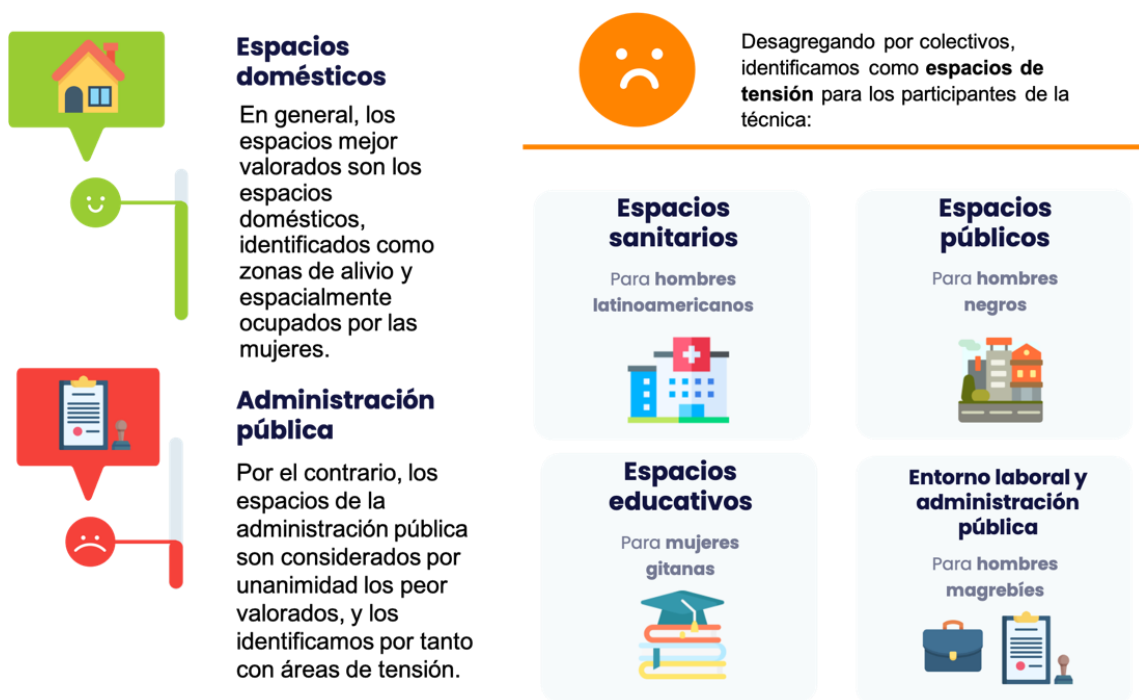 Espacios
domésticos
En general, los
espacios mejor
valorados son los
espacios
domésticos,
identificados como
zonas de alivio y
espacialmente
ocupados por las
mujeres.
Administración
pública
Por el contrario, los
espacios de la
administración pública
son considerados por
unanimidad los peor
valorados, y los
identificamos por tanto
con áreas de tensión.
Desagregando por colectivos,
identificamos como espacios de
tensión para los participantes de la
técnica:
Espacios
sanitarios
Para hombres
latinoamericanos
Espacios
públicos
Para hombres
negros
Espacios
educativos
Para mujeres
gitanas
Entorno laboral y
administración
pública
Para hombres
magrebíes